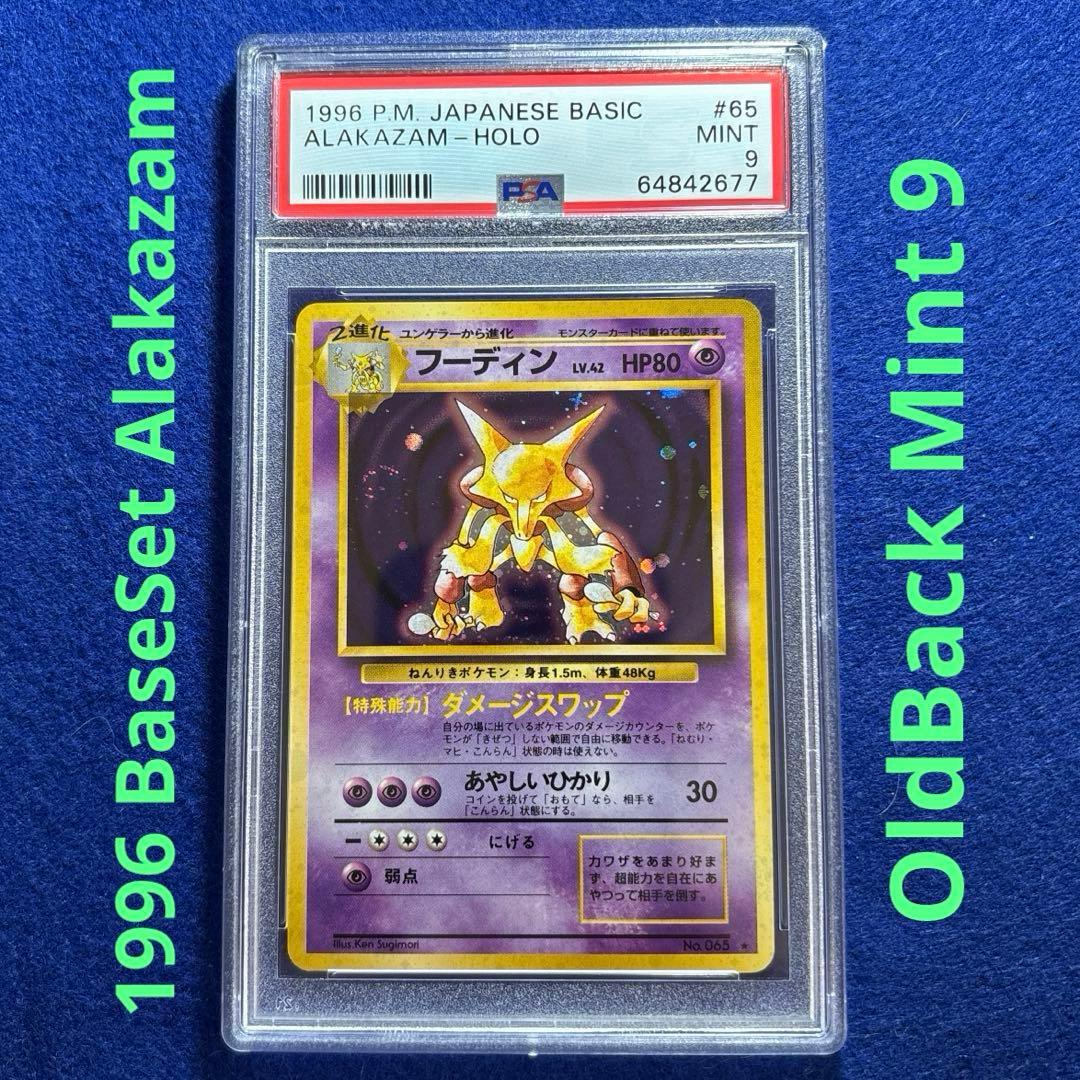 1996 BaseSet Alakazam
1996 P.M. JAPANESE BASIC #65
ALAKAZAM-HOLO MINT
9
PSA 64842677
2進化 ユンゲラーから進化 モンスターカードに重ねて使います。
フーディン LV.42 HP80
ねんりきポケモン:身長1.5m、体重48Kg
【特殊能力】ダメージスワップ
自分の場に出ているポケモンのダメージカウンターを、ポケ
モンが「きぜつ」しない範囲で自由に移動できる。「ねむり・
マヒ・こんらん」状態の時は使えない。
あやしいひかり 30
コインを投げて「おもて」なら、相手を
「こんらん」状態にする。
ー にげる
弱点
力ワザをあまり好ま
ず、超能力を自在にあ
やつって相手を倒す。
Illus.Ken Sugimori No.065 ★
OldBack Mint 9